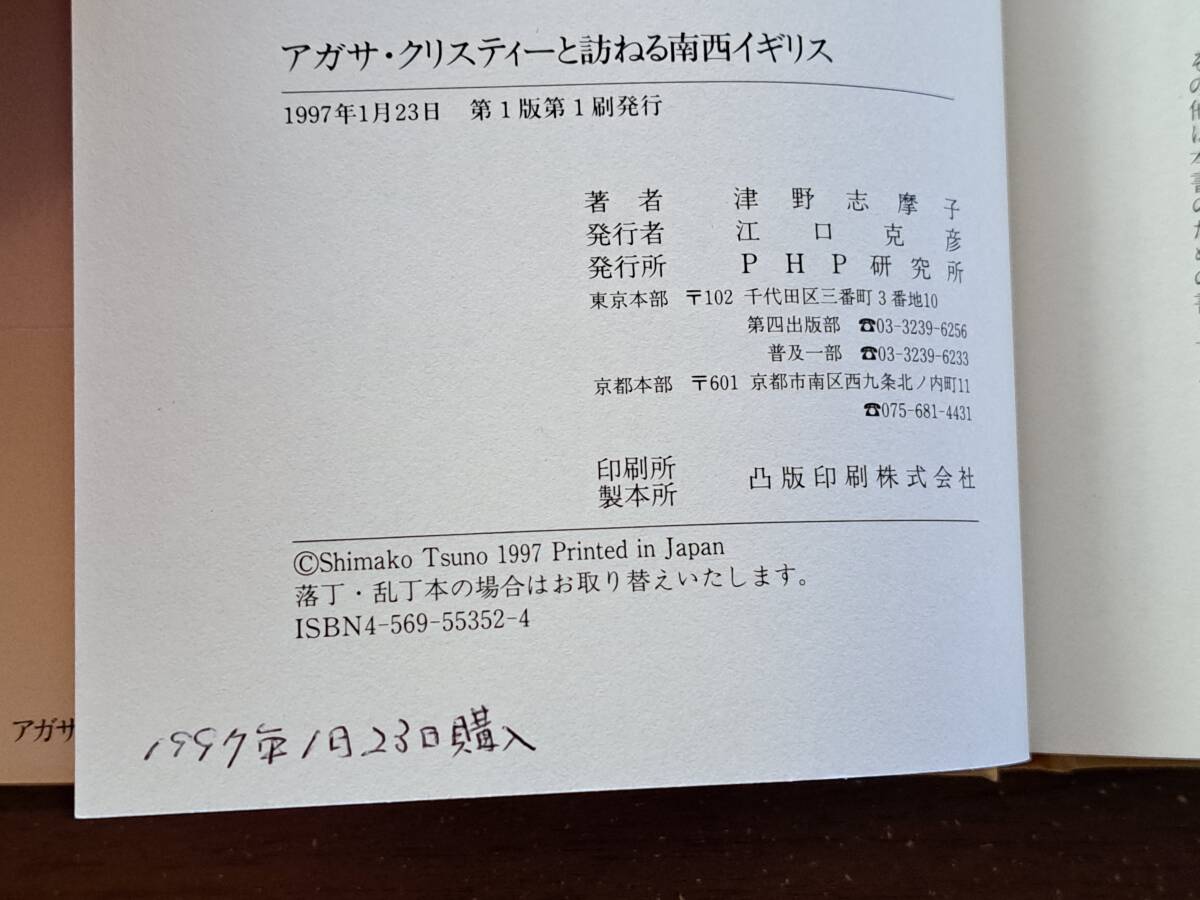 アガサ・クリスティーと訪ねる南西イギリス
1997年1月23日 第1版第1刷発行
著者 津野志摩子
発行者 江口克彦
発行所 PHP研究所
東京本部 〒102 千代田区三番町3番地10
第四出版部 ☎03-3239-6256
普及一部 ☎03-3239-6233
京都本部 〒601 京都市南区西九条北ノ内町11
☎075-681-4431
印刷所
製本所 凸版印刷株式会社
©Shimako Tsuno 1997 Printed in Japan
落丁・乱丁本の場合はお取り替えいたします。
ISBN4-569-55352-4
1997年1月23日購入
アガサ